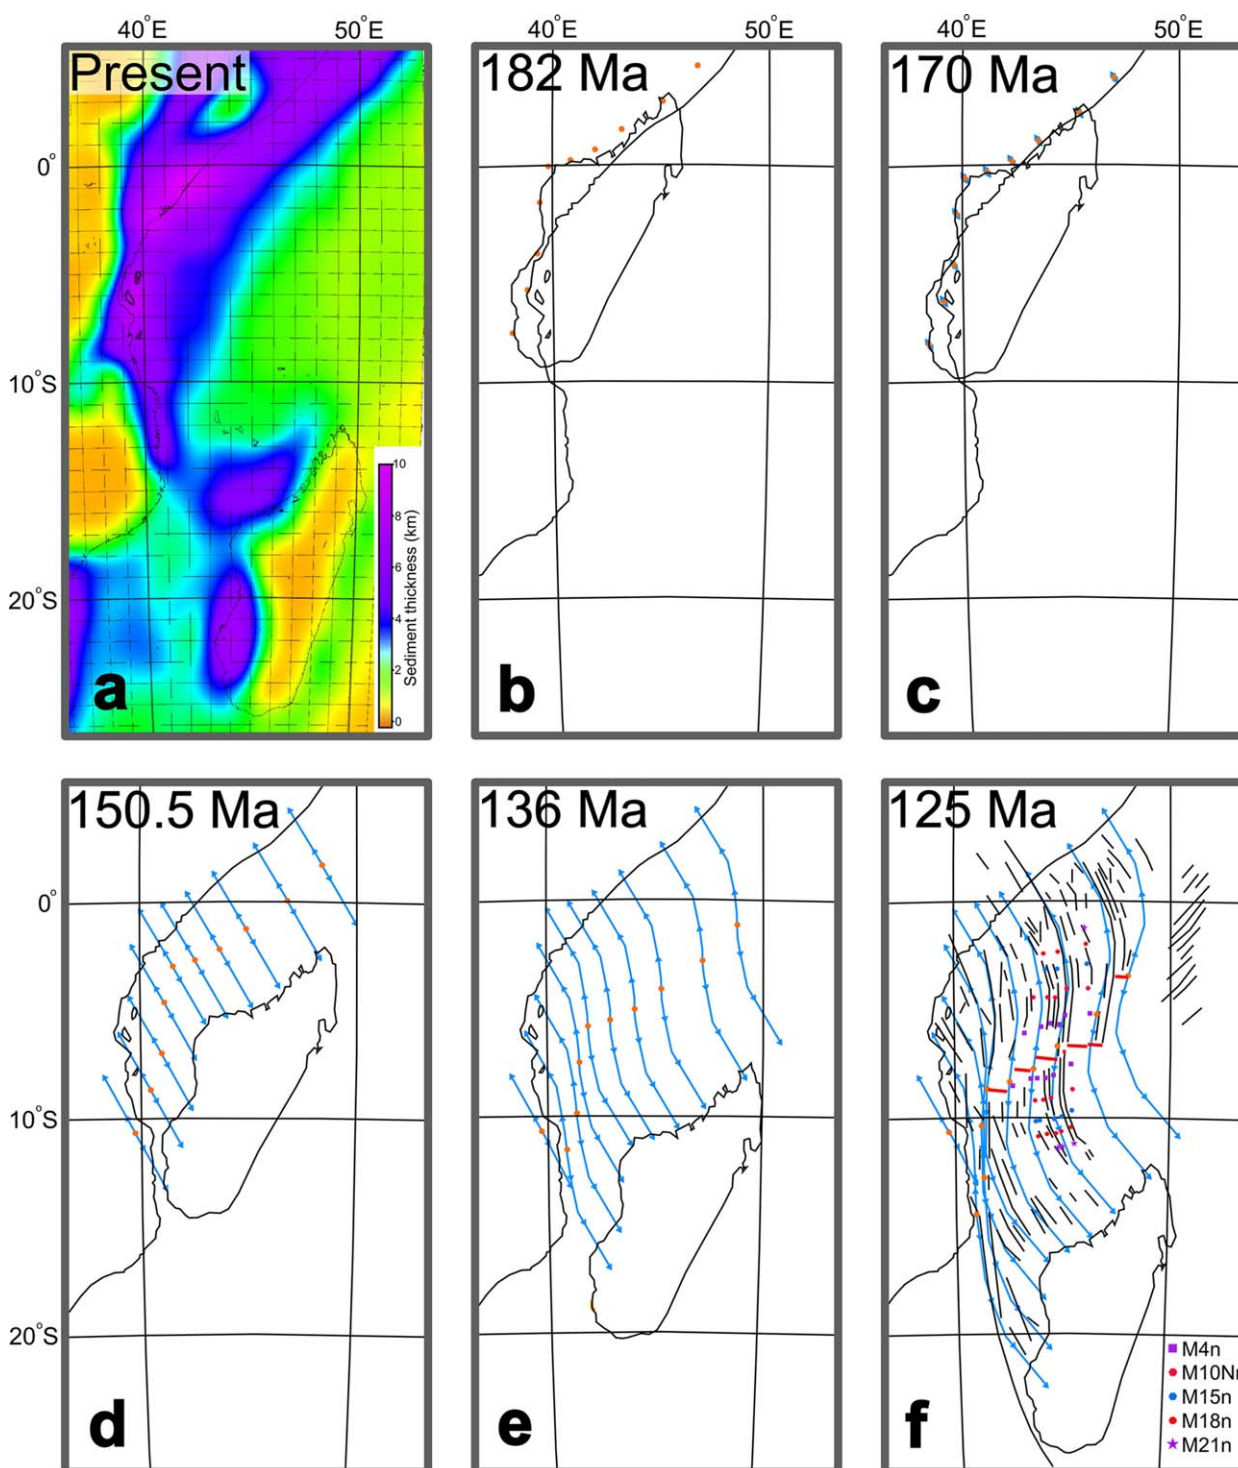 40°E 50°E 40°E 50°E 40°E 50°E
Present 182 Ma 170 Ma
0°
10°S
20°S
10
8
6
4
2
0
Sediment thickness (km)
a b c
150.5 Ma 136 Ma 125 Ma
0°
10°S
20°S
M4n
M10Nr
M15n
M18n
M21n
d e f